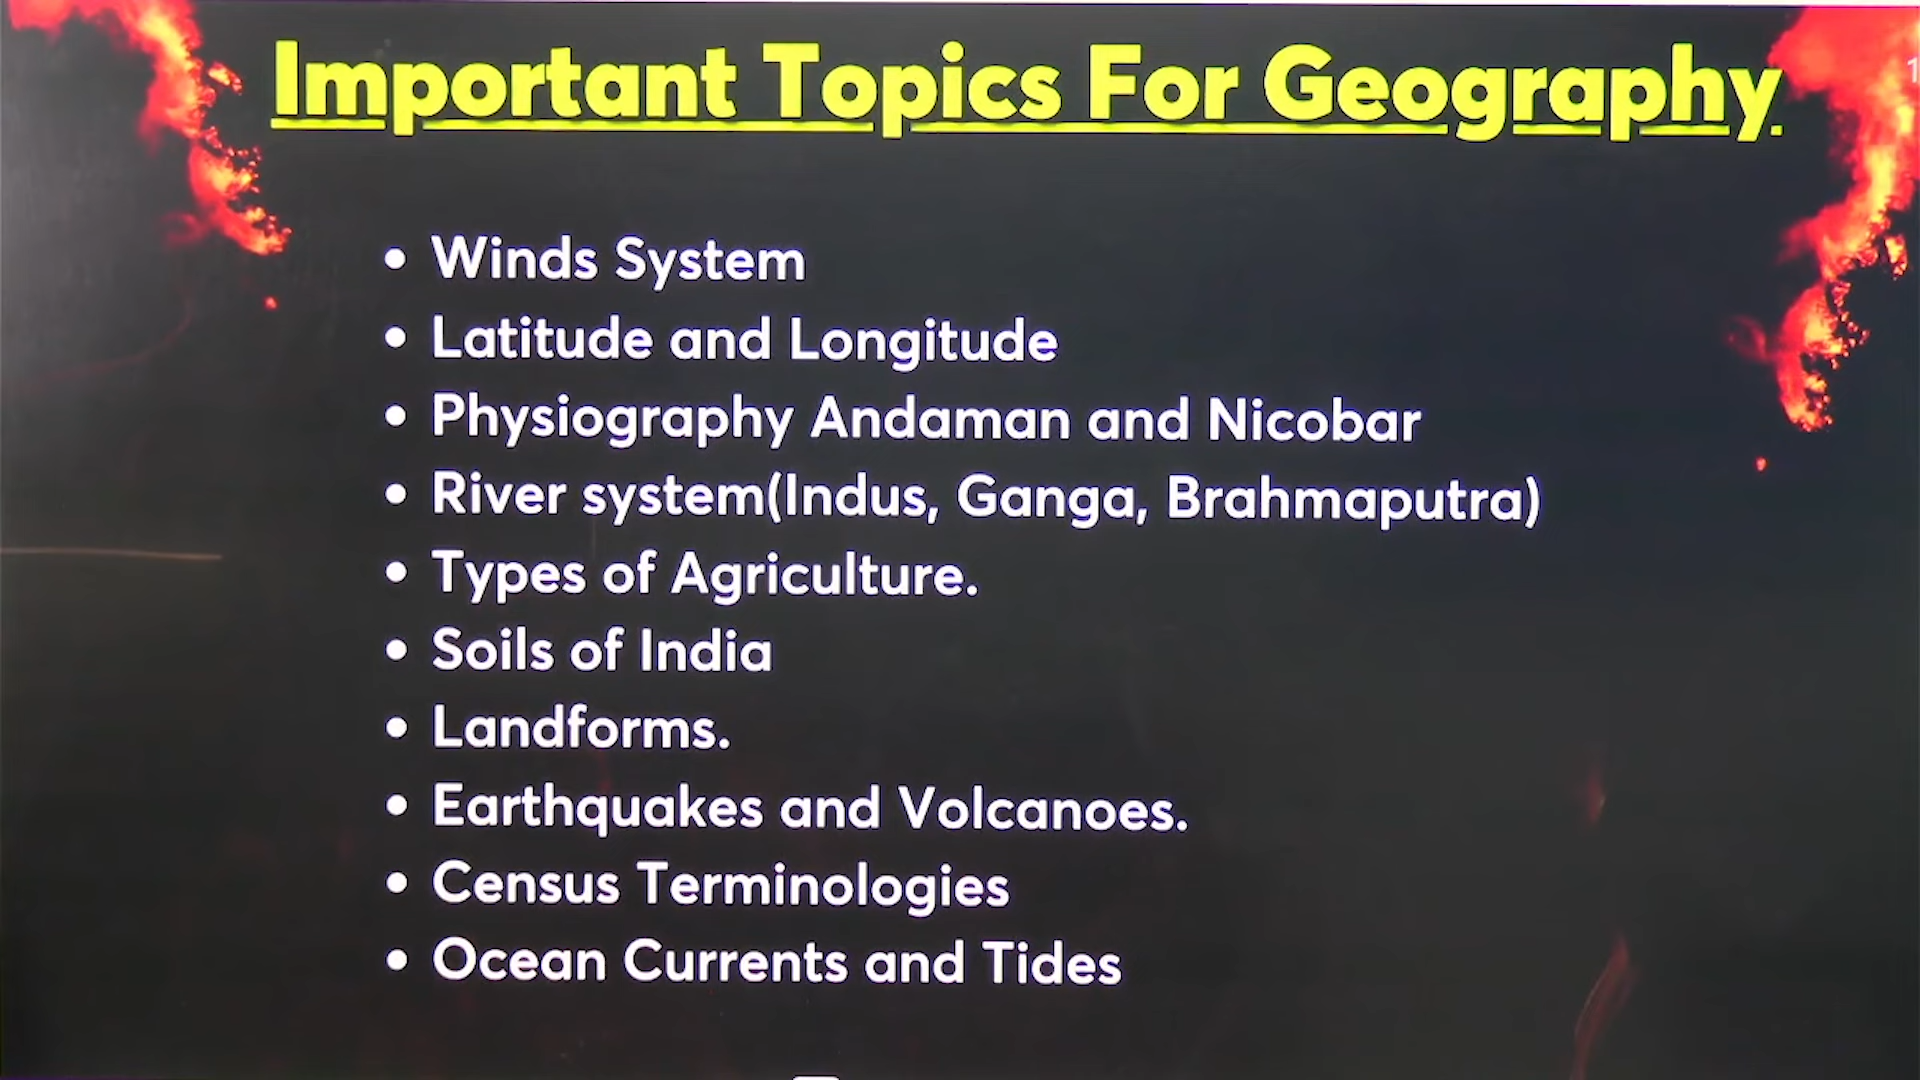 Important Topics For Geography.
• Winds System
• Latitude and Longitude
• Physiography Andaman and Nicobar
• River system(Indus, Ganga, Brahmaputra)
• Types of Agriculture.
• Soils of India
• Landforms.
• Earthquakes and Volcanoes.
• Census Terminologies
• Ocean Currents and Tides